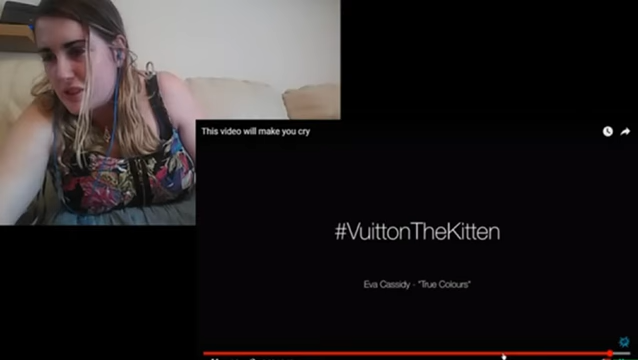 This video will make you cry
#VuittonTheKitten
Eva Cassidy - "True Colours"